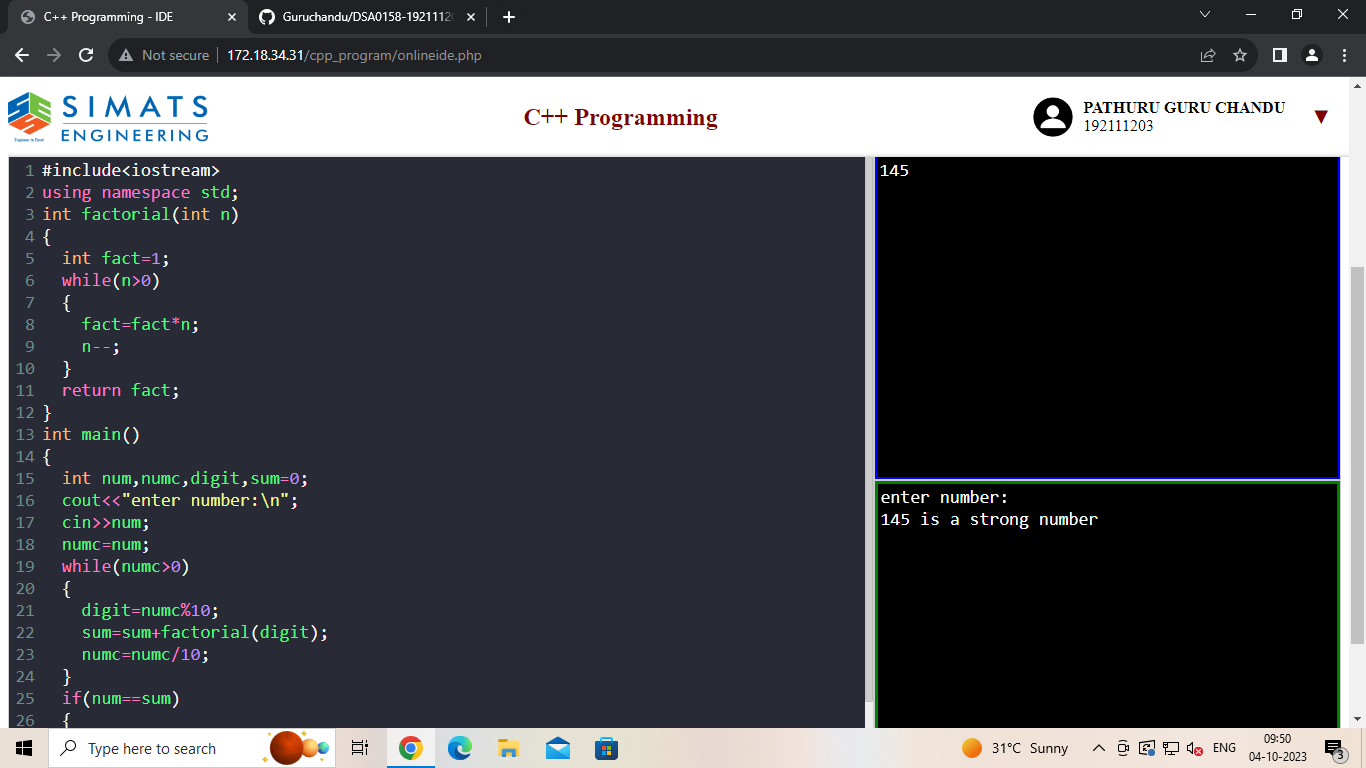 C++ Programming - IDE
Guruchandu/DSA0158-1921112
Not secure
172.18.34.31/cpp_program/onlineide.php
SIMATS
ENGINEERING
Engineer to Excel
C++ Programming
PATHURU GURU CHANDU
192111203
1 #include<iostream>
2 using namespace std;
3 int factorial(int n)
4 {
5 int fact=1;
6 while(n>0)
7 {
8 fact=fact*n;
9 n--;
10 }
11 return fact;
12 }
13 int main()
14 {
15 int num,numc,digit,sum=0;
16 cout<<"enter number:\n";
17 cin>>num;
18 numc=num;
19 while(numc>0)
20 {
21 digit=numc%10;
22 sum=sum+factorial(digit);
23 numc=numc/10;
24 }
25 if(num==sum)
26 {
145
enter number:
145 is a strong number
Type here to search
31°C Sunny
ENG
09:50
04-10-2023
3